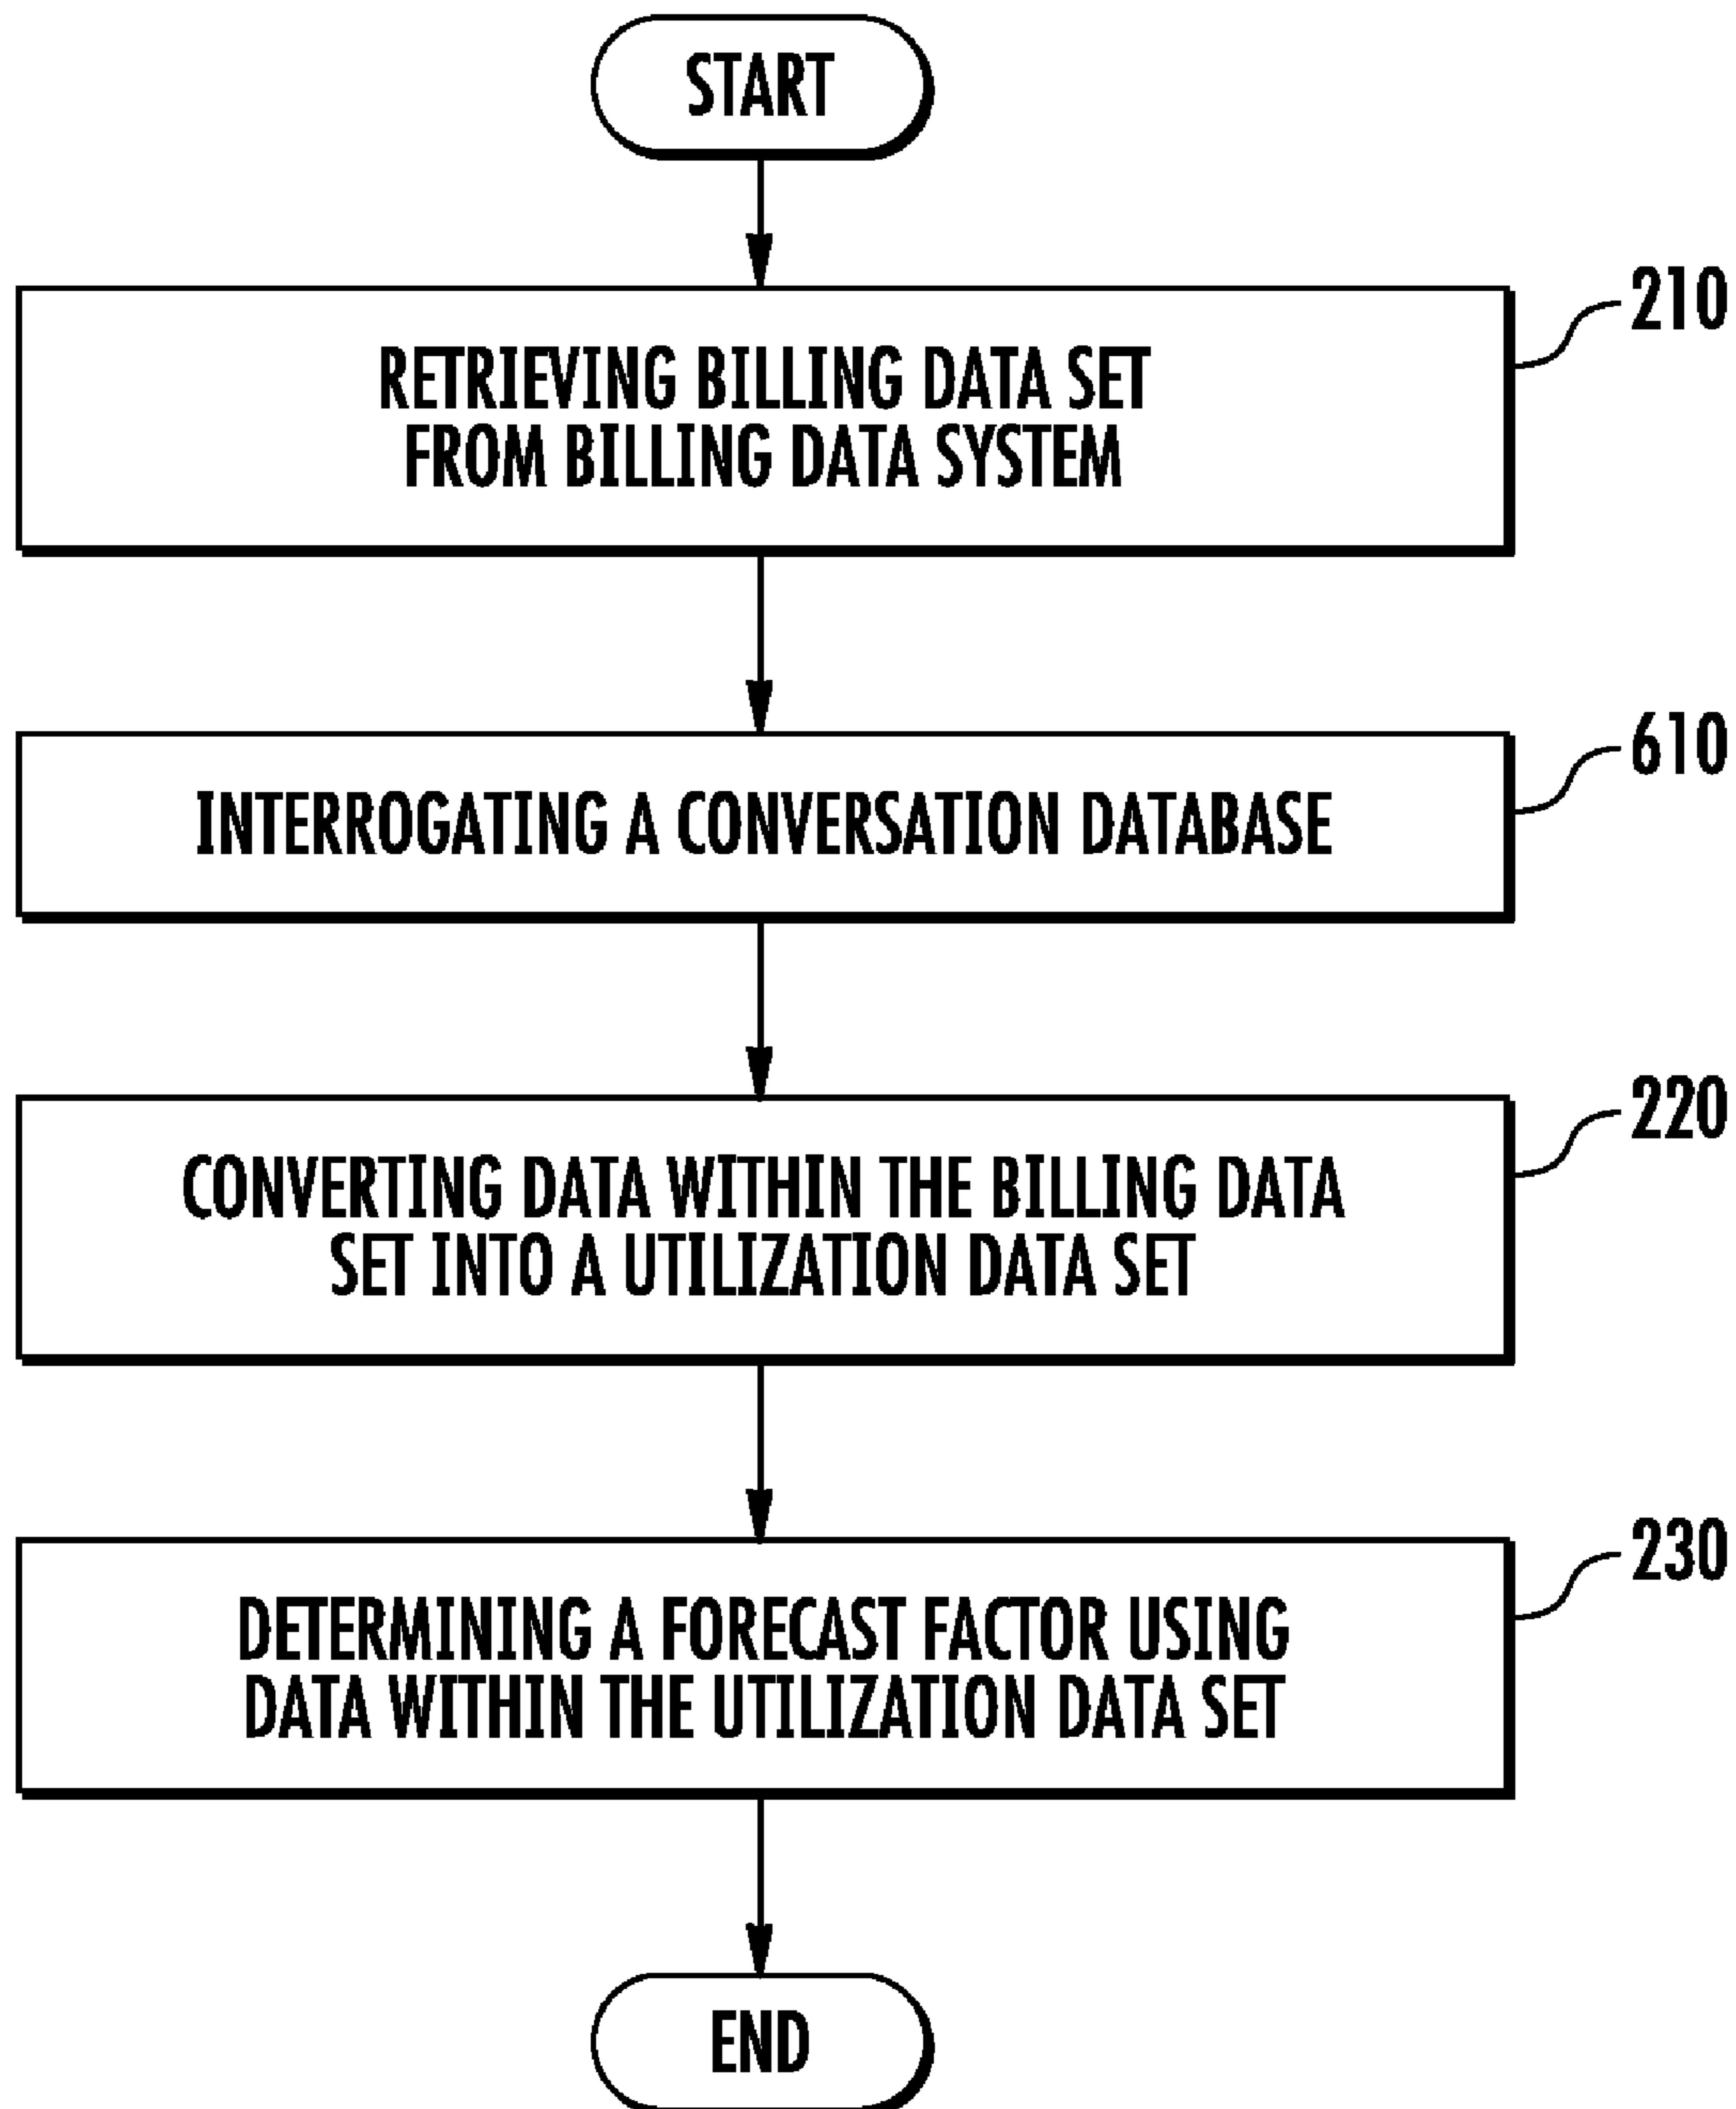 START
RETRIEVING BILLING DATA SET
FROM BILLING DATA SYSTEM
210
INTERROGATING A CONVERSATION DATABASE
610
CONVERTING DATA WITHIN THE BILLING DATA
SET INTO A UTILIZATION DATA SET
220
DETERMINING A FORECAST FACTOR USING
DATA WITHIN THE UTILIZATION DATA SET
230
END